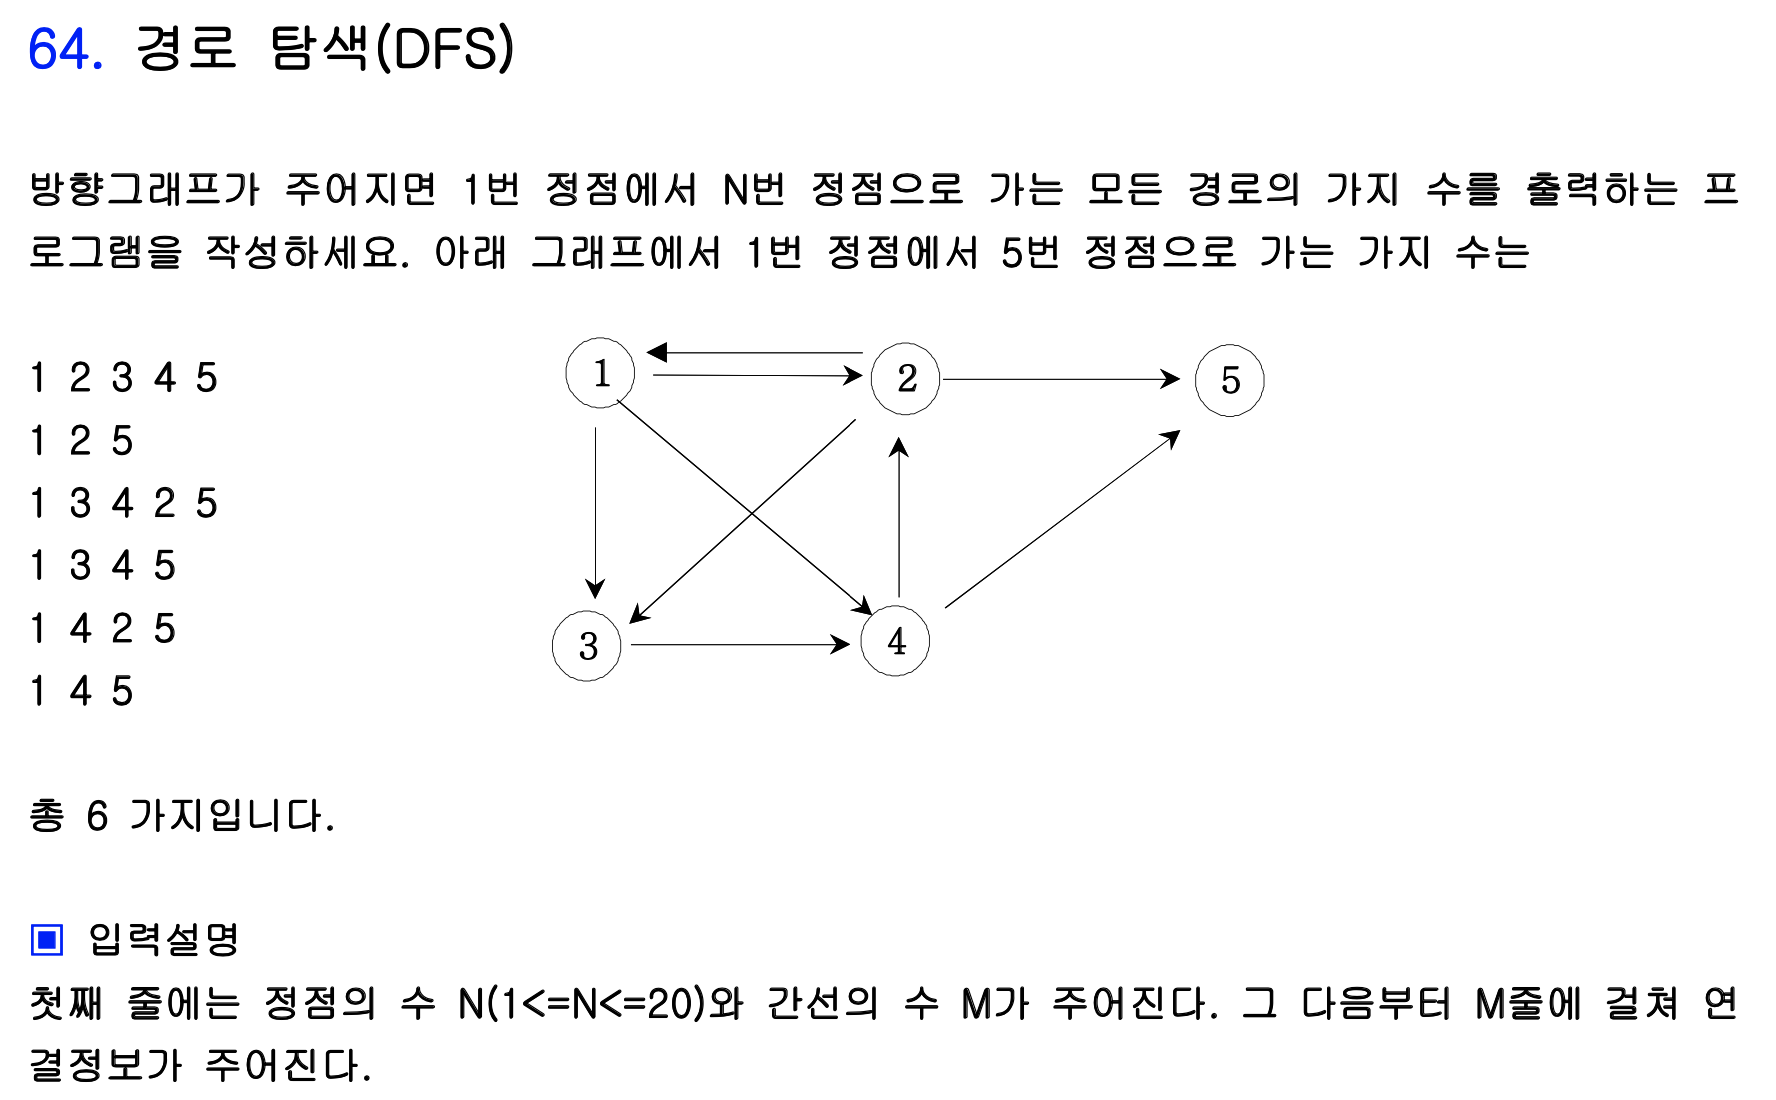 64. 경로 탐색(DFS)
방향그래프가 주어지면 1번 정점에서 N번 정점으로 가는 모든 경로의 가지 수를 출력하는 프
로그램을 작성하세요. 아래 그래프에서 1번 정점에서 5번 정점으로 가는 가지 수는
1 2 3 4 5
1 2 5
1 3 4 2 5
1 3 4 5
1 4 2 5
1 4 5
1
2
5
3
4
총 6 가지입니다.
▣ 입력설명
첫째 줄에는 정점의 수 N(1<=N<=20)와 간선의 수 M가 주어진다. 그 다음부터 M줄에 걸쳐 연
결정보가 주어진다.